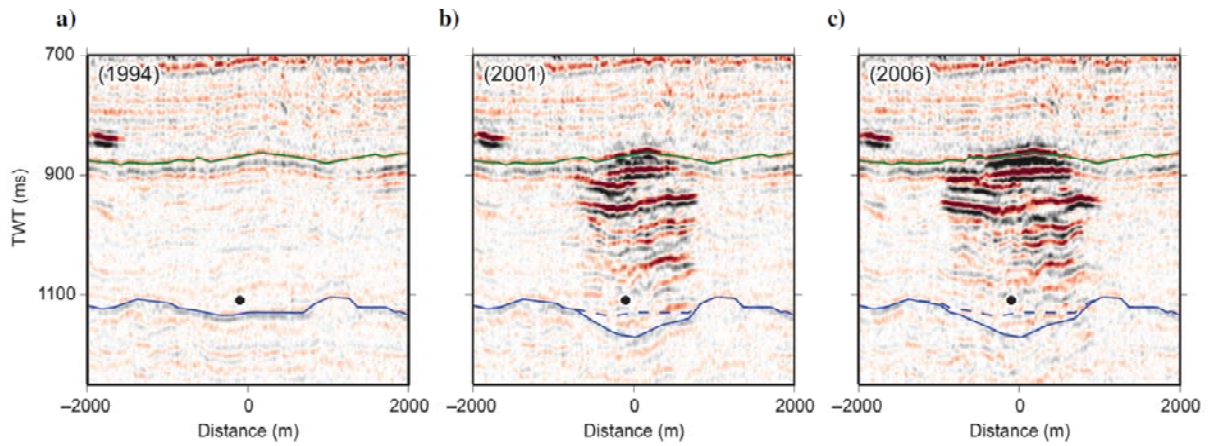 a)
b)
c)
700
(1994)
(2001)
(2006)
900
TWT (ms)
1100
–2000 0 2000
–2000 0 2000
–2000 0 2000
Distance (m)
Distance (m)
Distance (m)